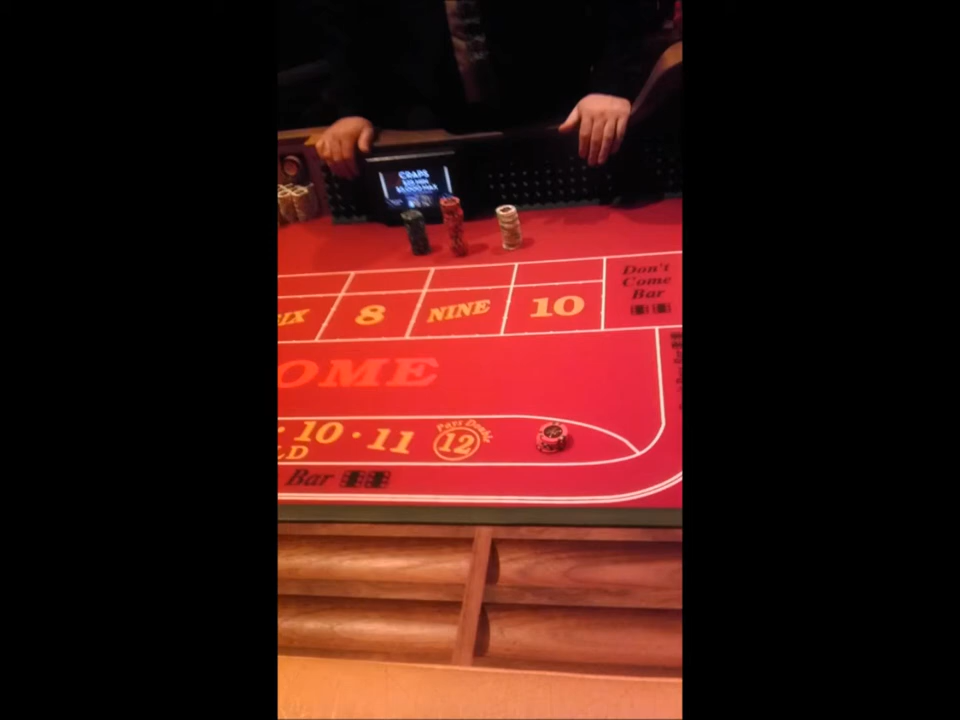 CRAPS
IX 8 NINE 10
Don't
Come
Bar
OME
· 10 · 11
Pays Double
12
LD
Bar